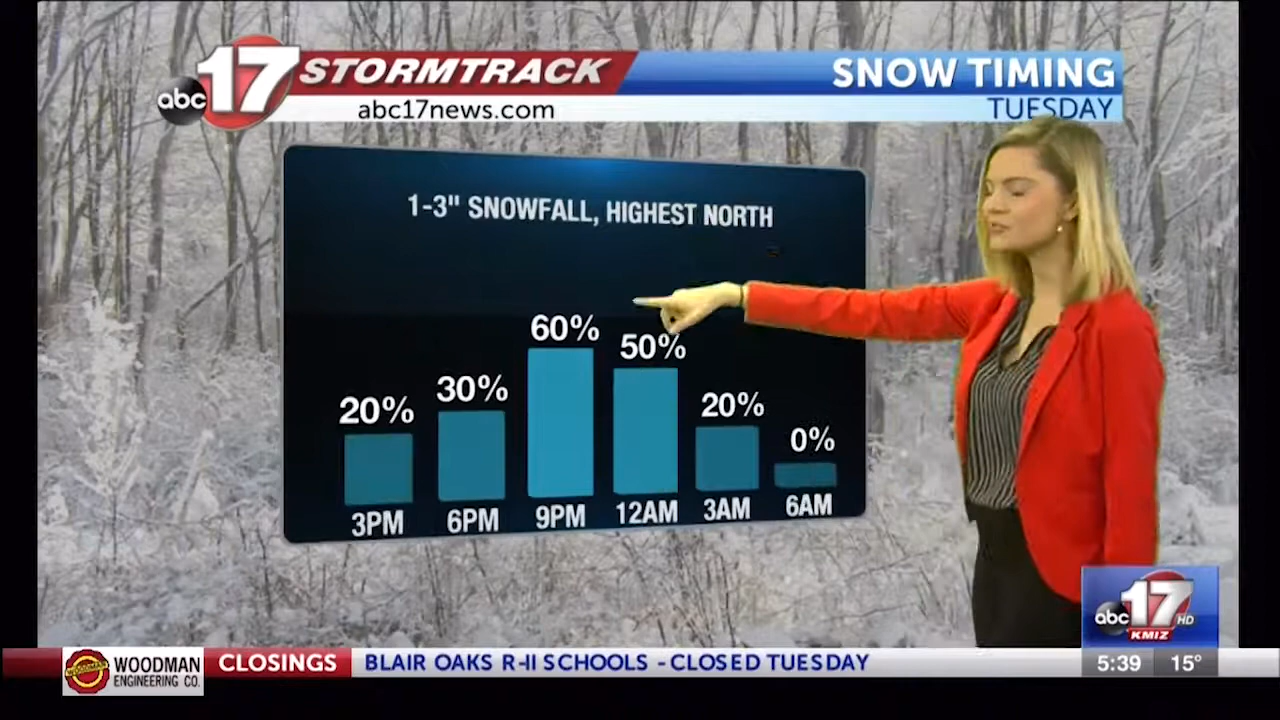 abc 17 STORMTRACK
abc17news.com
SNOW TIMING
TUESDAY
1-3" SNOWFALL, HIGHEST NORTH
20% 30% 60% 50% 20% 0%
3PM 6PM 9PM 12AM 3AM 6AM
abc 17 HD
KMIZ
WOODMAN
WOODMAN
ENGINEERING CO.
CLOSINGS
BLAIR OAKS R-II SCHOOLS - CLOSED TUESDAY
5:39 15°